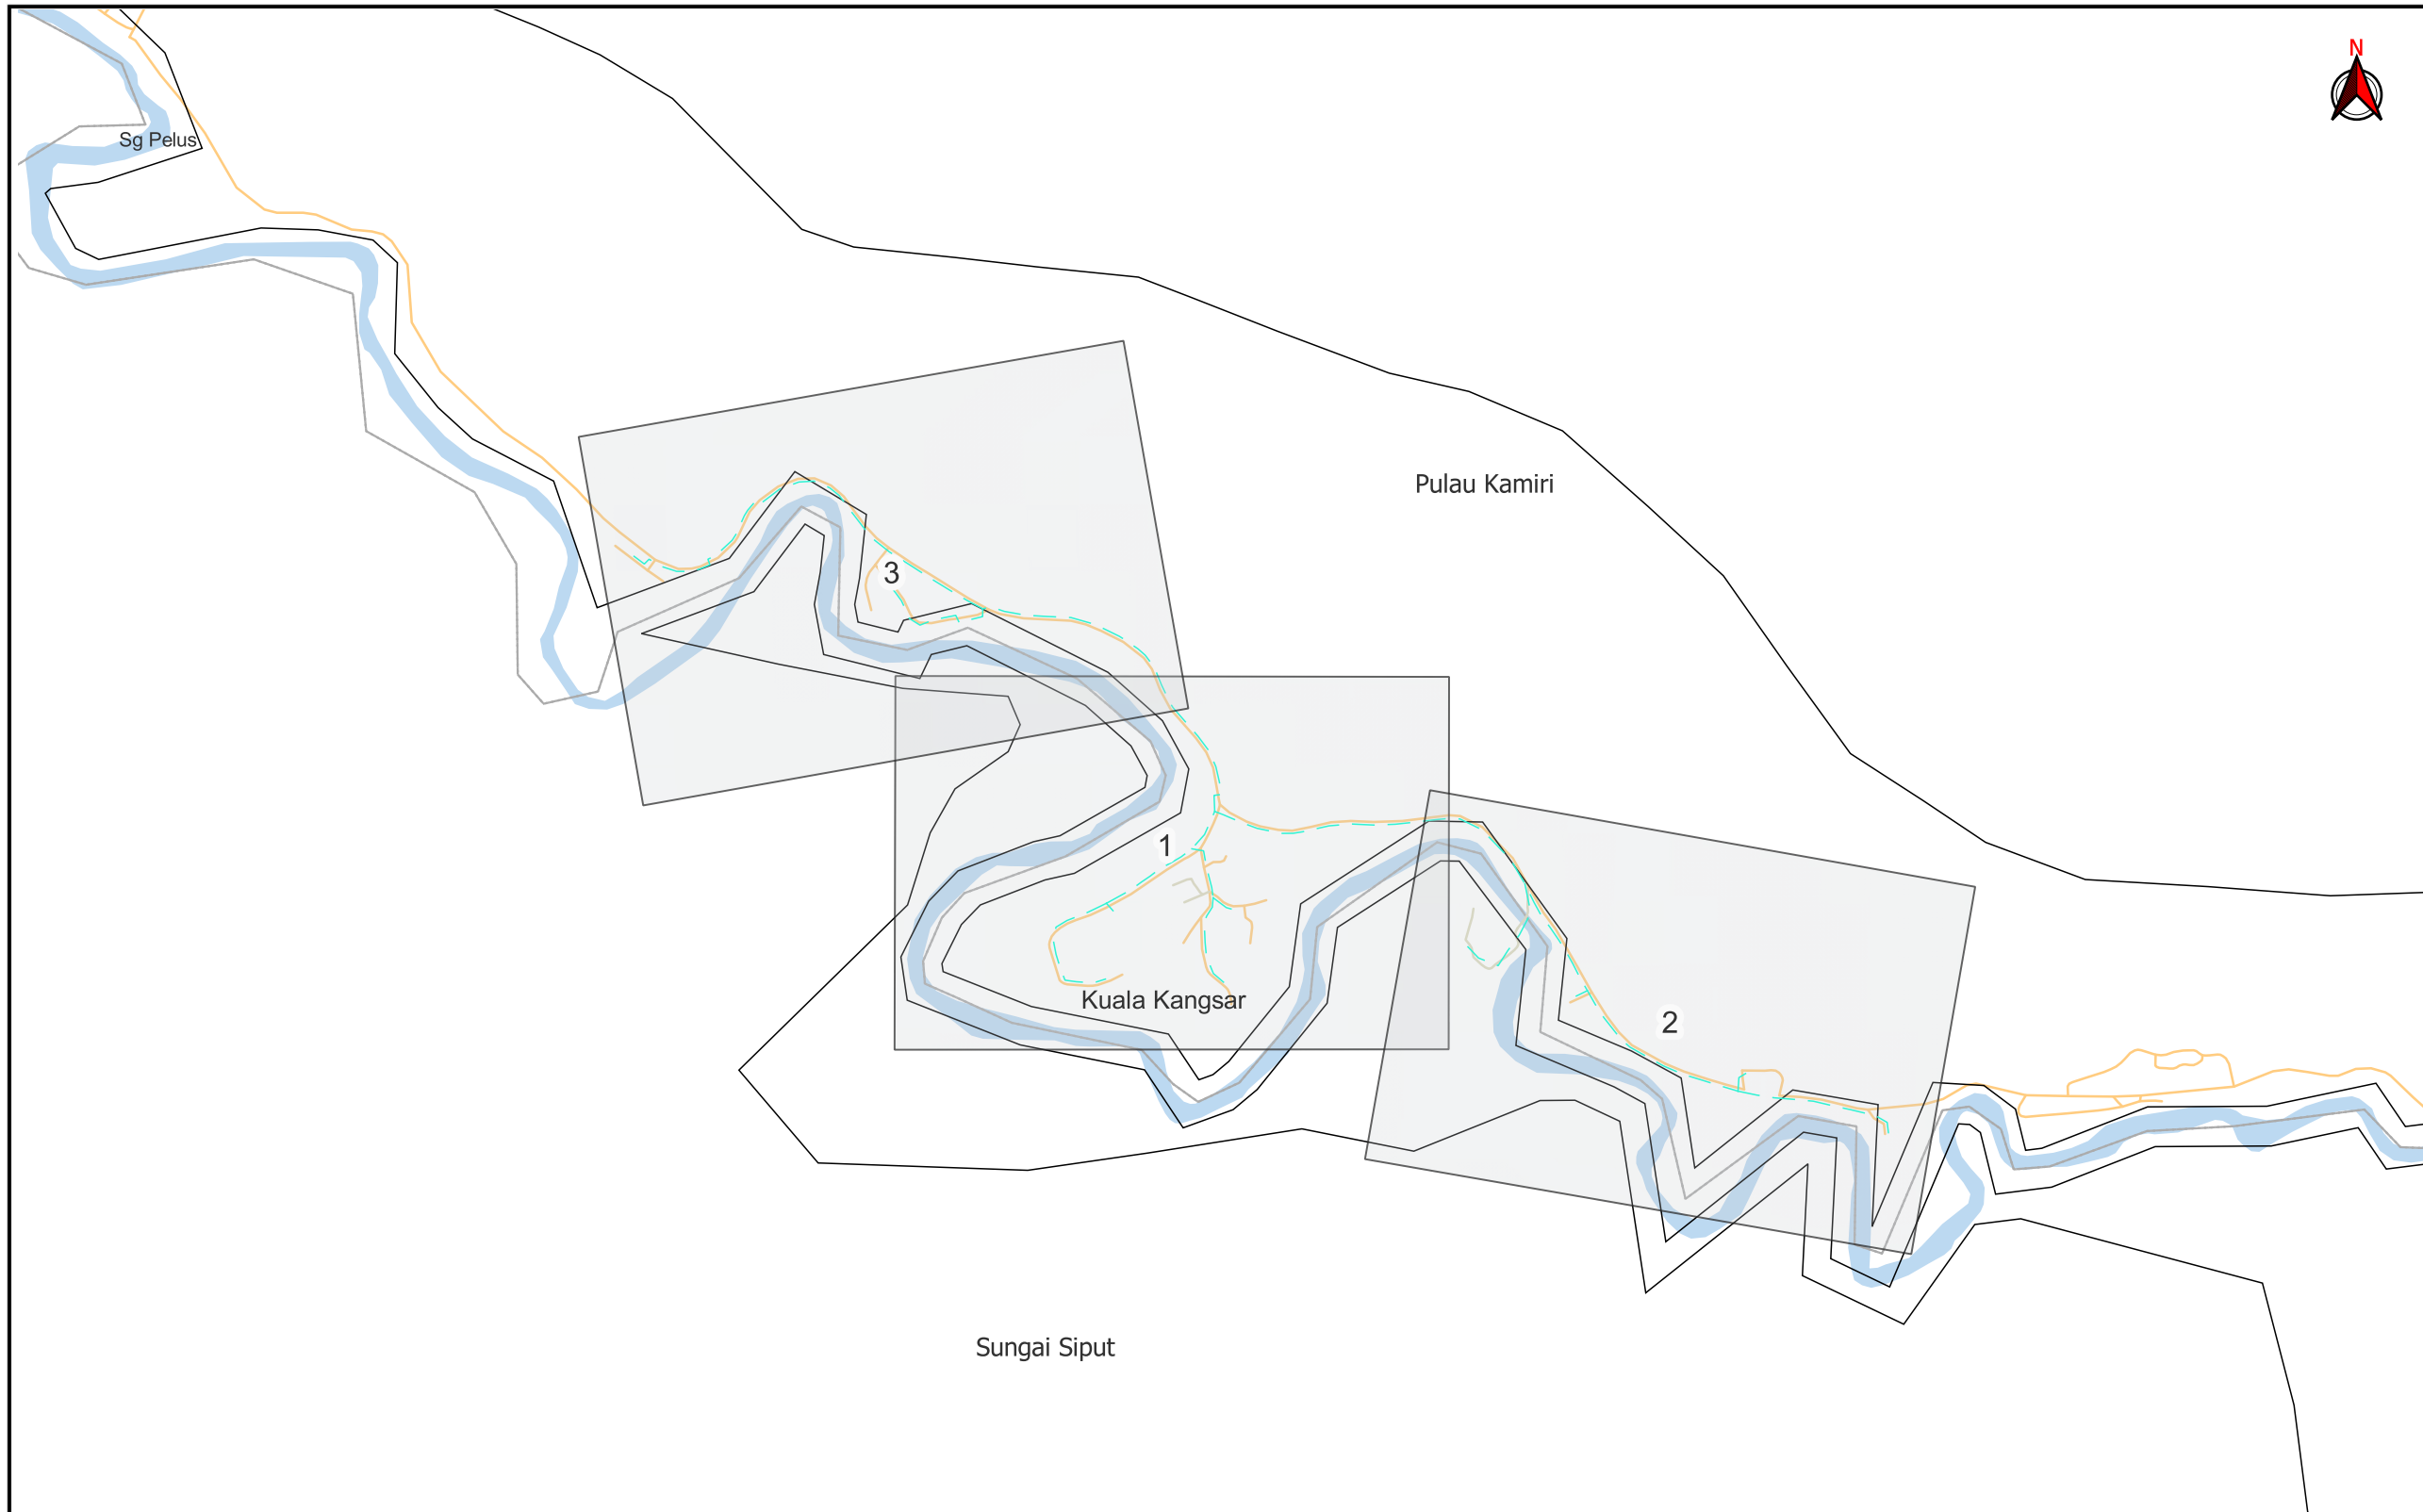 N
Sg Pelus
Pulau Kamiri
3
1
Kuala Kangsar
2
Sungai Siput